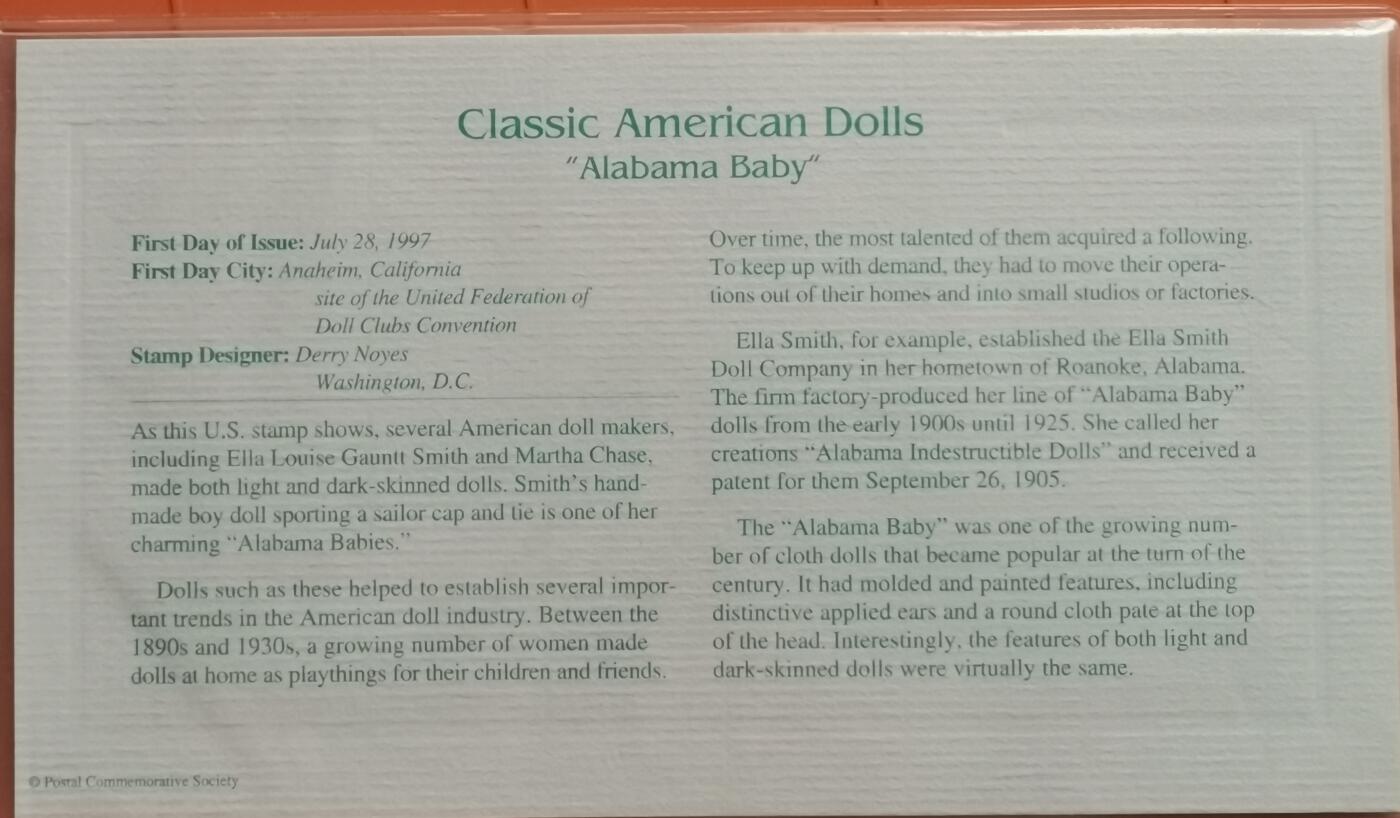 Classic American Dolls
"Alabama Baby"
First Day of Issue: July 28, 1997
First Day City: Anaheim, California
site of the United Federation of
Doll Clubs Convention
Stamp Designer: Derry Noyes
Washington, D.C.
As this U.S. stamp shows, several American doll makers,
including Ella Louise Gauntt Smith and Martha Chase,
made both light and dark-skinned dolls. Smith's hand-
made boy doll sporting a sailor cap and tie is one of her
charming "Alabama Babies."
Dolls such as these helped to establish several impor-
tant trends in the American doll industry. Between the
1890s and 1930s, a growing number of women made
dolls at home as playthings for their children and friends.
Over time, the most talented of them acquired a following.
To keep up with demand, they had to move their opera-
tions out of their homes and into small studios or factories.
Ella Smith, for example, established the Ella Smith
Doll Company in her hometown of Roanoke, Alabama.
The firm factory-produced her line of "Alabama Baby"
dolls from the early 1900s until 1925. She called her
creations "Alabama Indestructible Dolls" and received a
patent for them September 26, 1905.
The "Alabama Baby" was one of the growing num-
ber of cloth dolls that became popular at the turn of the
century. It had molded and painted features, including
distinctive applied ears and a round cloth pate at the top
of the head. Interestingly, the features of both light and
dark-skinned dolls were virtually the same.
© Postal Commemorative Society